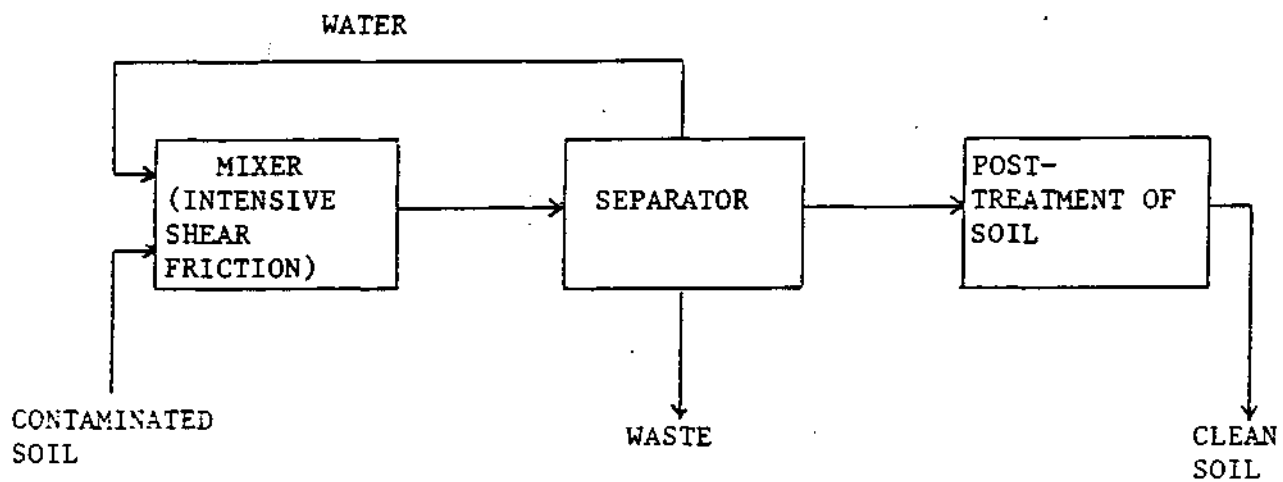 WATER
MIXER
(INTENSIVE
SHEAR
FRICTION)
SEPARATOR
POST-
TREATMENT OF
SOIL
CONTAMINATED
SOIL
WASTE
CLEAN
SOIL